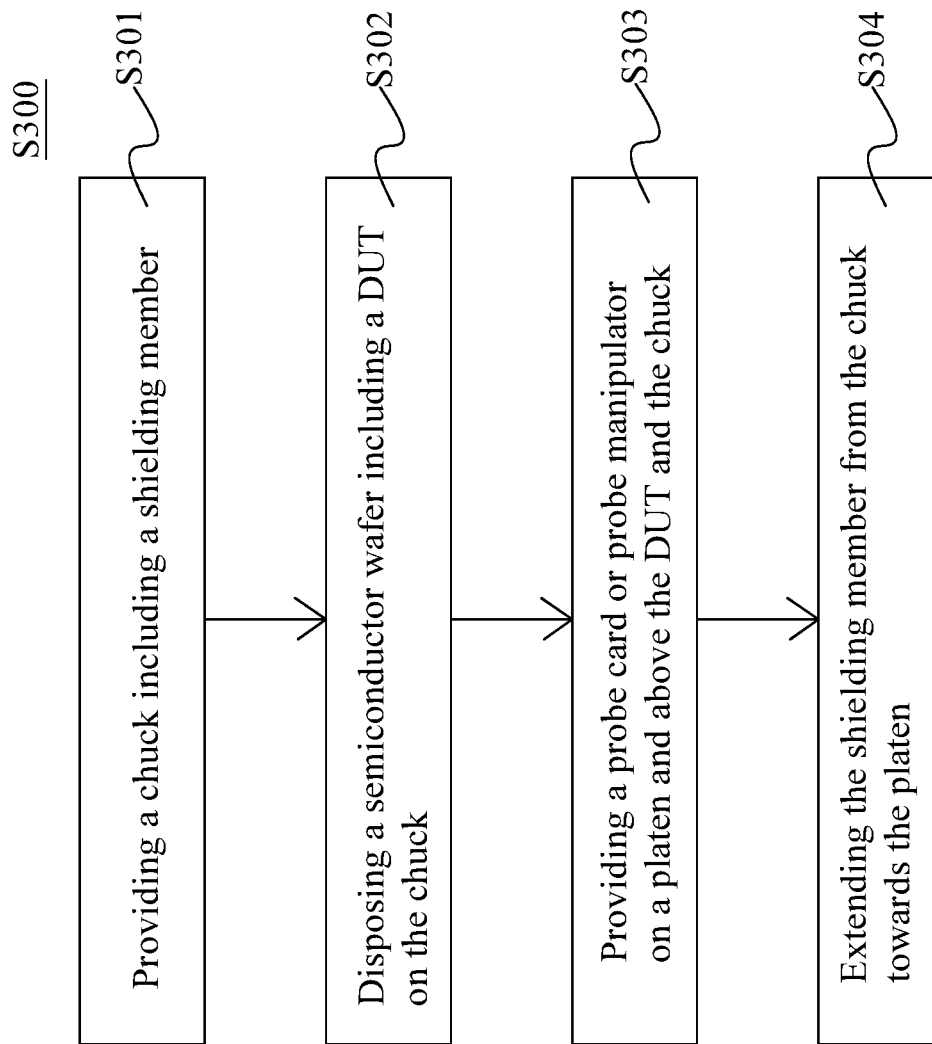 S300
Providing a chuck including a shielding member
S301
Disposing a semiconductor wafer including a DUT
on the chuck
S302
Providing a probe card or probe manipulator
on a platen and above the DUT and the chuck
S303
Extending the shielding member from the chuck
towards the platen
S304